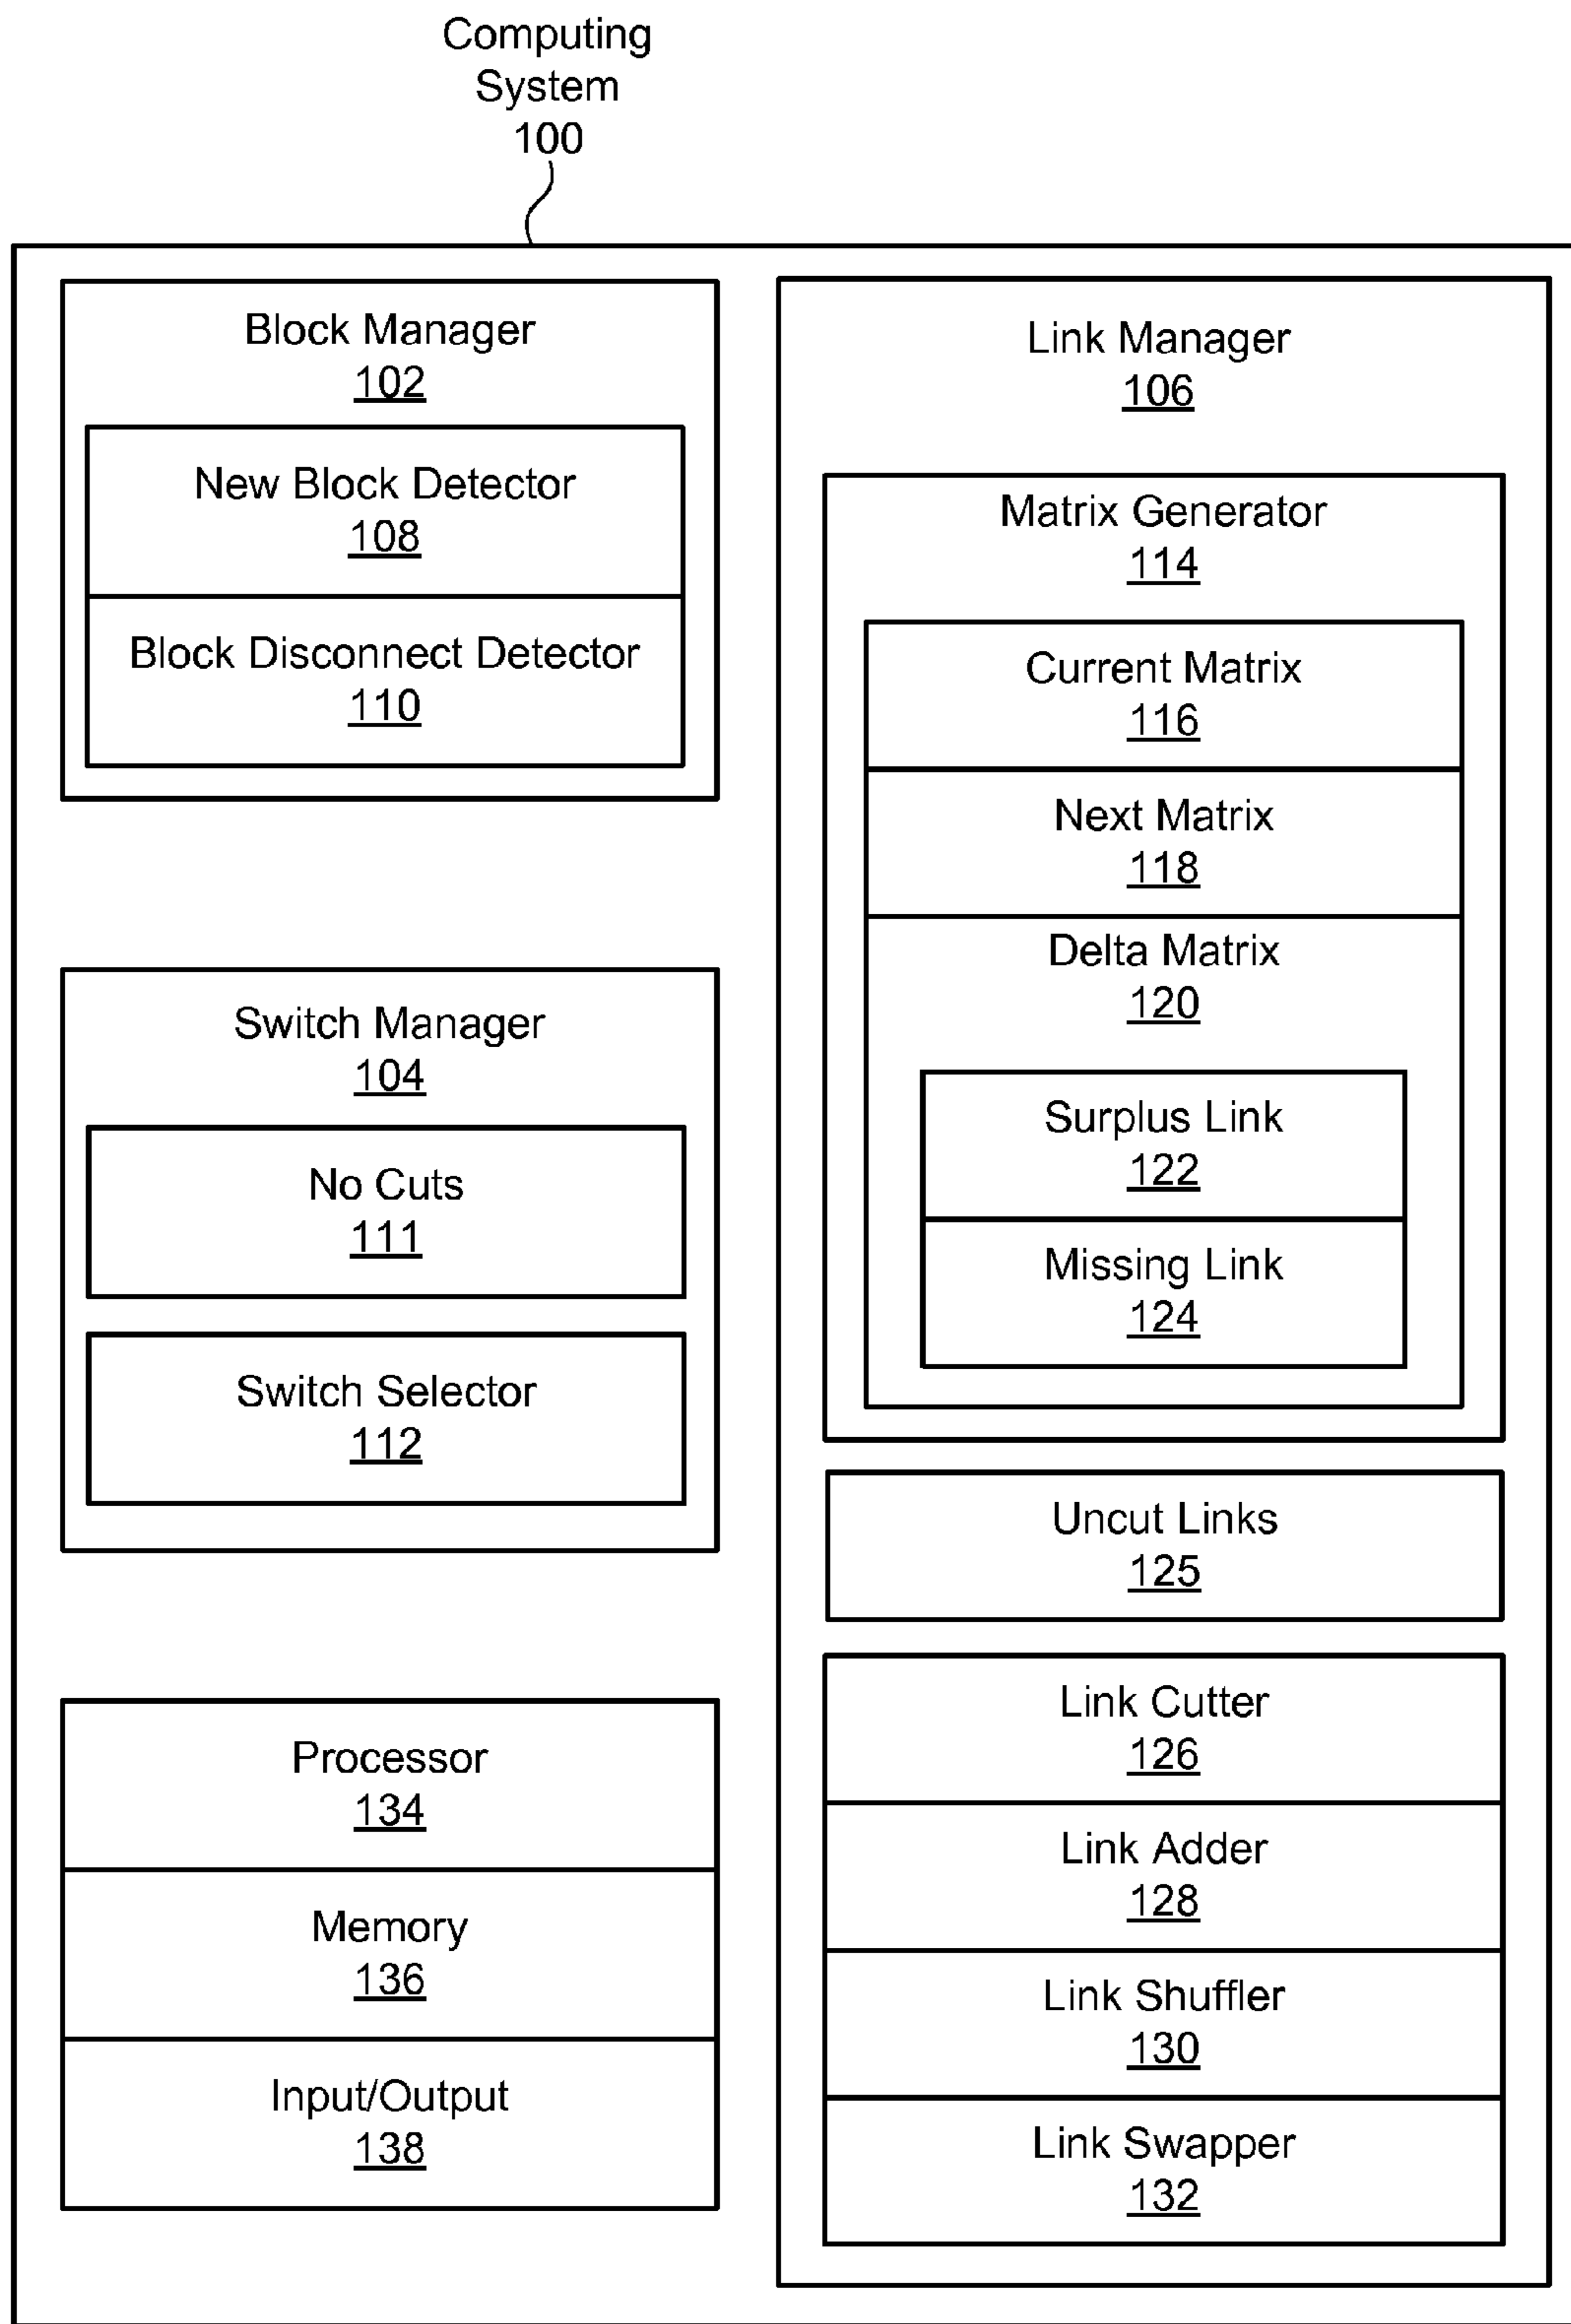 Computing
System
100
Block Manager
102
New Block Detector
108
Block Disconnect Detector
110
Switch Manager
104
No Cuts
111
Switch Selector
112
Processor
134
Memory
136
Input/Output
138
Link Manager
106
Matrix Generator
114
Current Matrix
116
Next Matrix
118
Delta Matrix
120
Surplus Link
122
Missing Link
124
Uncut Links
125
Link Cutter
126
Link Adder
128
Link Shuffler
130
Link Swapper
132